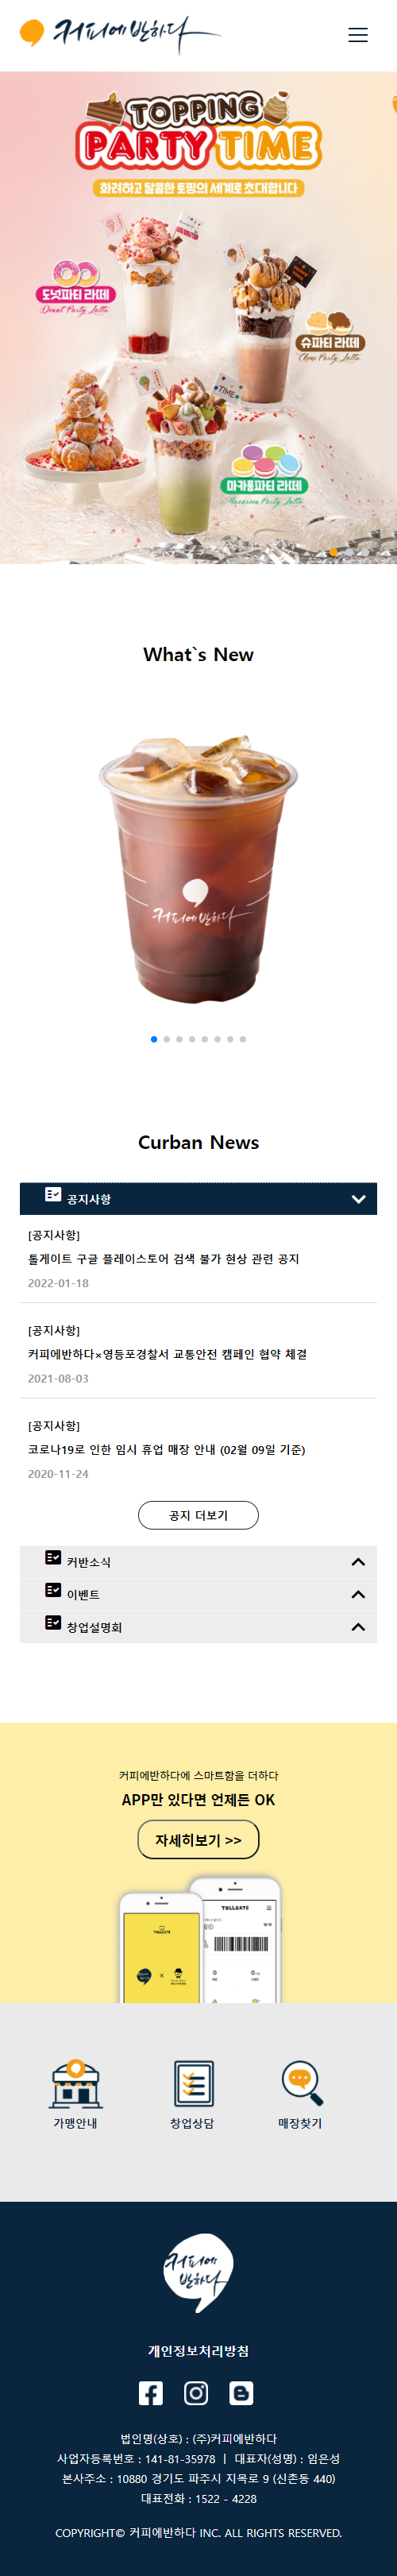 커피에반하다
TOPPING
PARTY TIME
화려하고 달콤한 토핑의 세계로 초대합니다
도넛파티 라떼
Donut Party Latte
슈파티 라떼
Choux Party Latte
TIME
마카롱파티 라떼
Macaron Party Latte
What`s New
커피에반하다
Curban News
공지사항
[공지사항]
톨게이트 구글 플레이스토어 검색 불가 현상 관련 공지
2022-01-18
[공지사항]
커피에반하다×영등포경찰서 교통안전 캠페인 협약 체결
2021-08-03
[공지사항]
코로나19로 인한 임시 휴업 매장 안내 (02월 09일 기준)
2020-11-24
공지 더보기
커반소식
이벤트
창업설명회
커피에반하다에 스마트함을 더하다
APP만 있다면 언제든 OK
자세히보기 >>
TOLLGATE
TOLLGATE
가맹안내
창업상담
매장찾기
커피에
반하다
개인정보처리방침
법인명(상호) : (주)커피에반하다
사업자등록번호 : 141-81-35978 ㅣ 대표자(성명) : 임은성
본사주소 : 10880 경기도 파주시 지목로 9 (신촌동 440)
대표전화 : 1522 - 4228
COPYRIGHT© 커피에반하다 INC. ALL RIGHTS RESERVED.